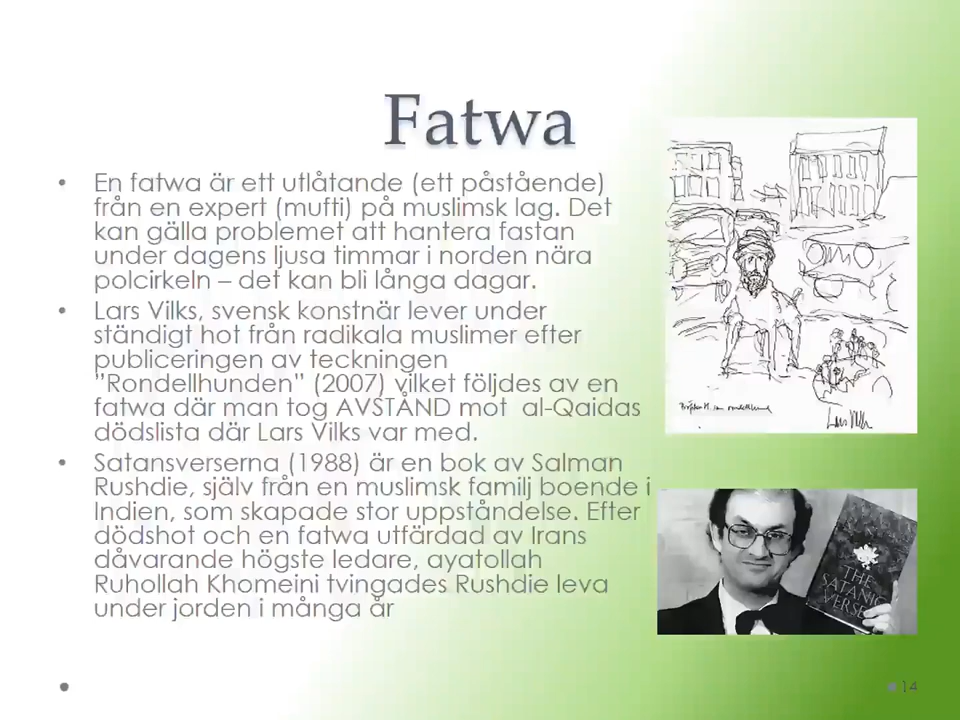 Fatwa
• En fatwa är ett utlåtande (ett påstående)
från en expert (mufti) på muslimsk lag. Det
kan gälla problemet att hantera fastan
under dagens ljusa timmar i norden nära
polcirkeln – det kan bli långa dagar.
• Lars Vilks, svensk konstnär lever under
ständigt hot från radikala muslimer efter
publiceringen av teckningen
”Rondellhunden” (2007) vilket följdes av en
fatwa där man tog AVSTÅND mot al-Qaidas
dödslista där Lars Vilks var med.
• Satansverserna (1988) är en bok av Salman
Rushdie, själv från en muslimsk familj boende i
Indien, som skapade stor uppståndelse. Efter
dödshot och en fatwa utfärdad av Irans
dåvarande högste ledare, ayatollah
Ruhollah Khomeini tvingades Rushdie leva
under jorden i många år
Lars Vilks
THE
SATANIC
VERSES
14